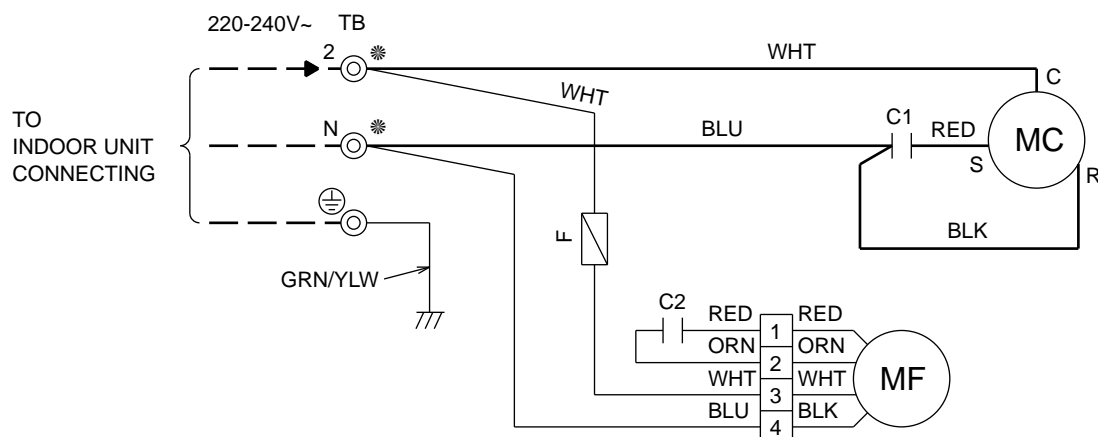 220-240V~ TB
2 WHT
C
WHT
TO
INDOOR UNIT
CONNECTING
N BLU C1 RED MC
S R
BLK
F
GRN/YLW
C2
RED 1 RED
ORN 2 ORN
WHT 3 WHT
BLU 4 BLK
MF